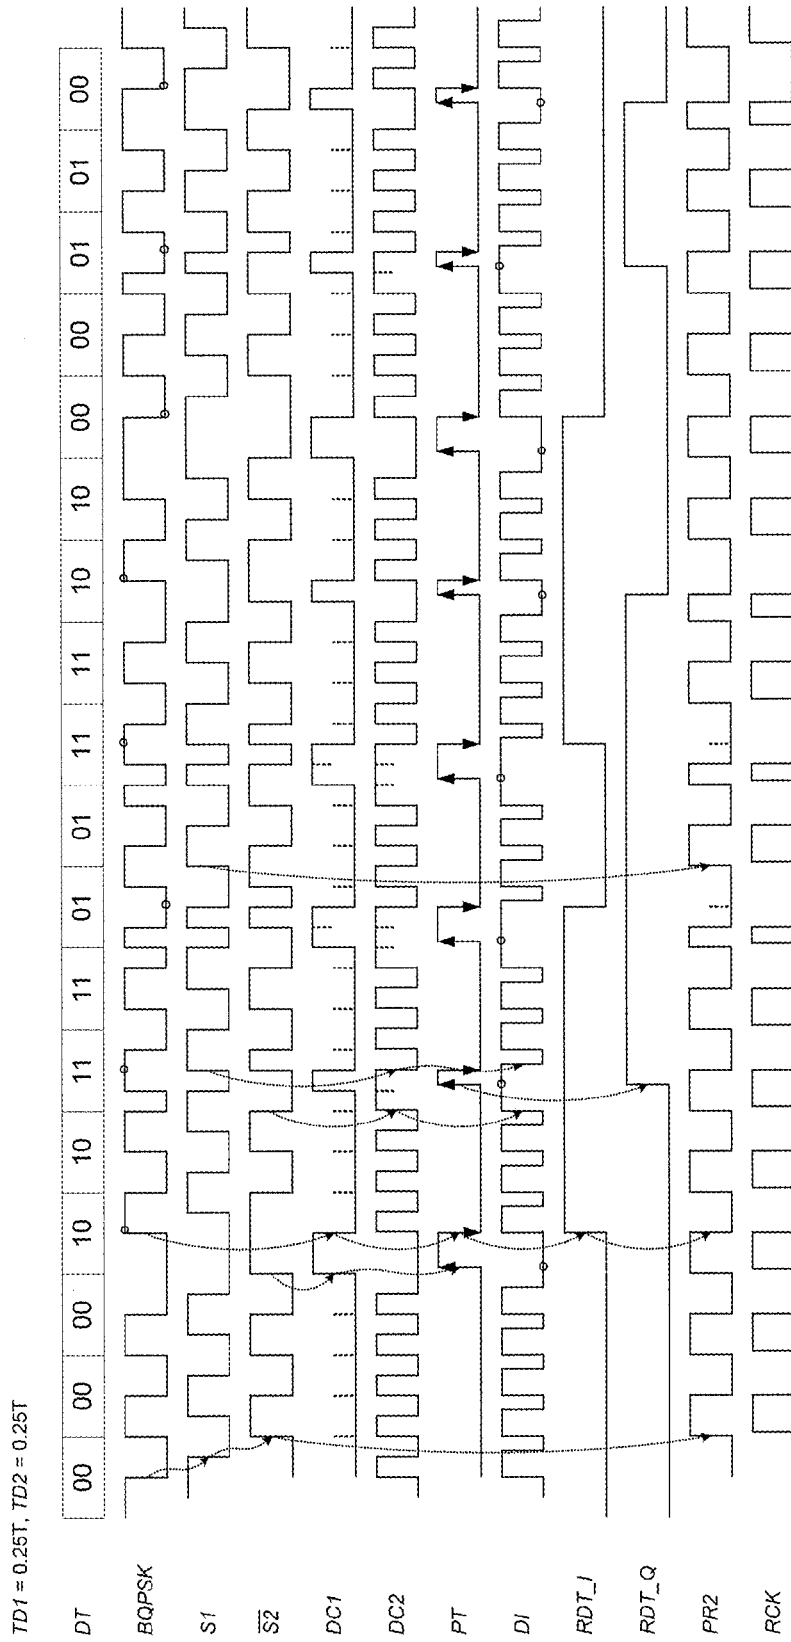 TD1 = 0.25T, TD2 = 0.25T
DT 00 00 00 10 10 11 11 01 01 11 11 10 10 00 00 01 01 00
BQPSK
S1
S2
DC1
DC2
PT
DI
RDT_I
RDT_Q
PR2
RCK